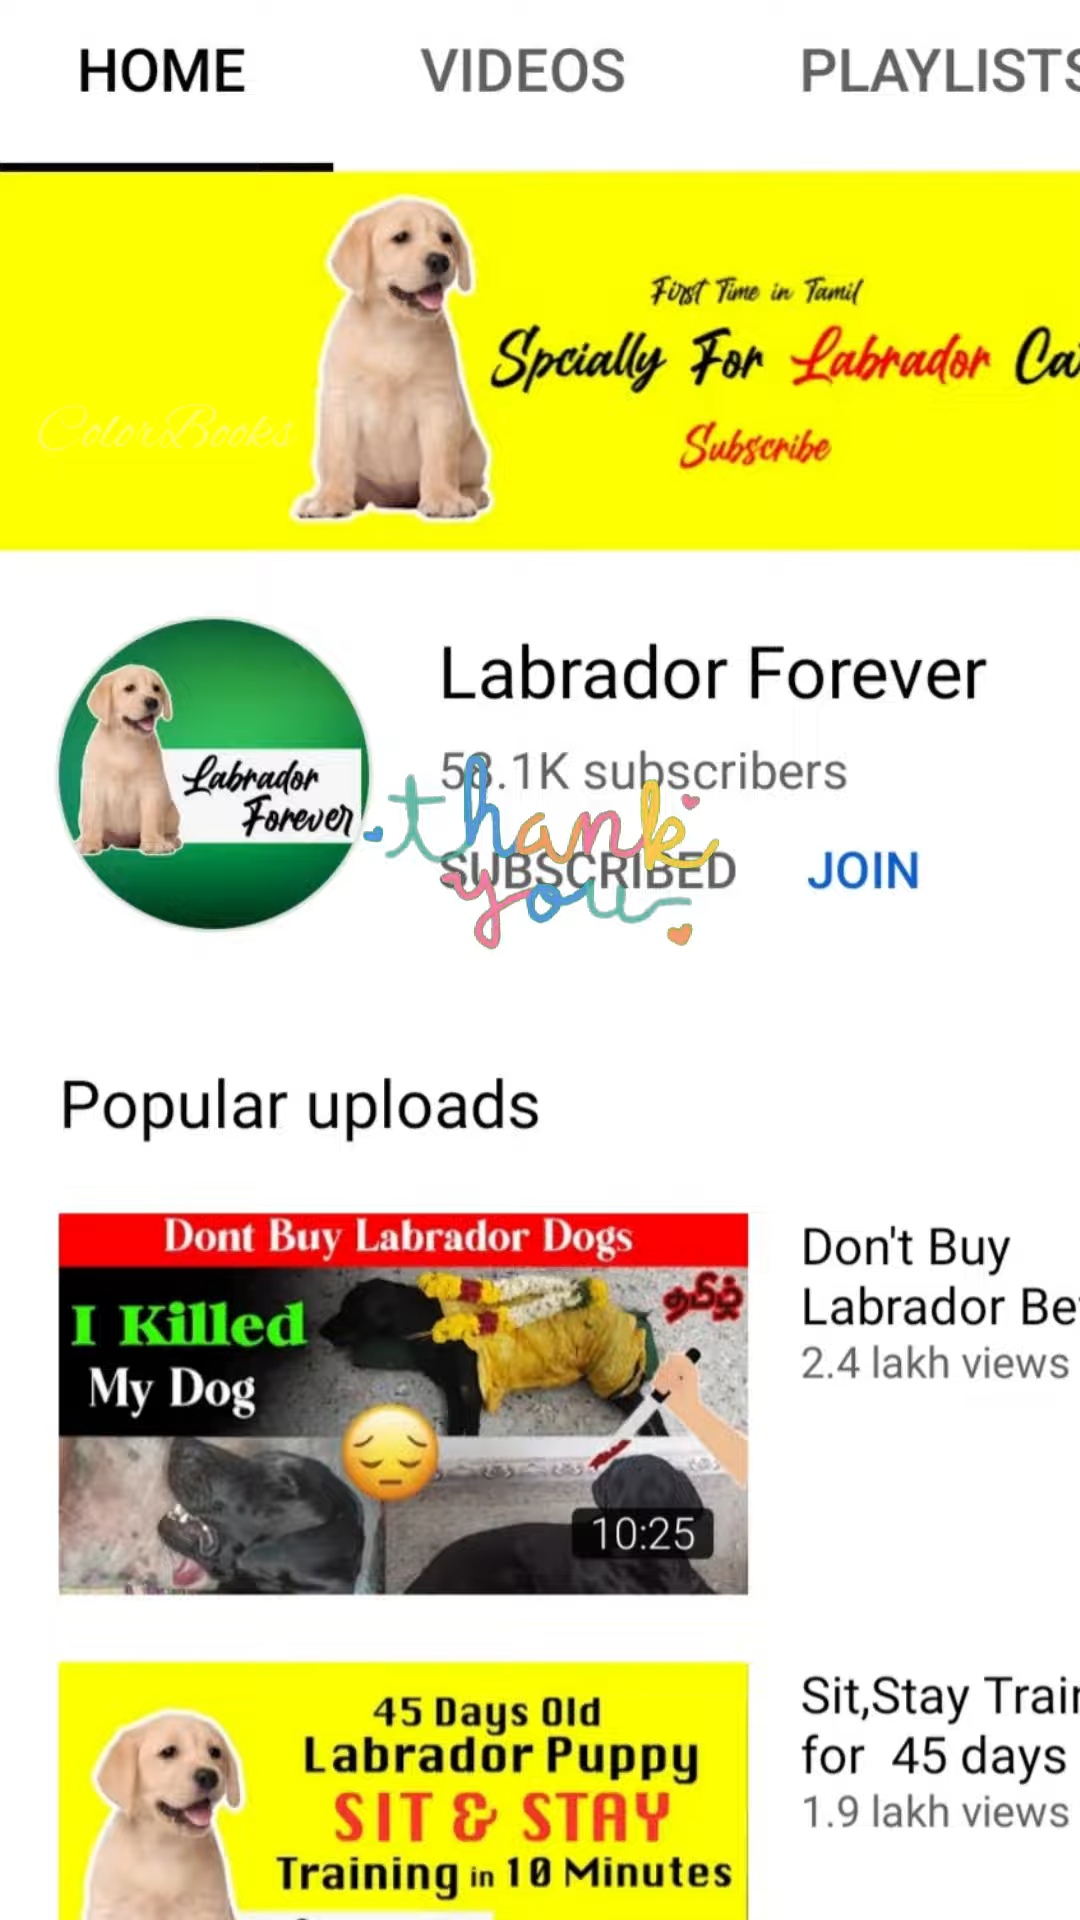 HOME VIDEOS PLAYLISTS
First Time in Tamil
Spcially For Labrador Ca
Subscribe
ColorBooks
Labrador
Forever
Labrador Forever
58.1K subscribers
thank
you
SUBSCRIBED JOIN
Popular uploads
Dont Buy Labrador Dogs
I Killed
My Dog
தமிழ்
10:25
Don't Buy
Labrador Be
2.4 lakh views
45 Days Old
Labrador Puppy
SIT & STAY
Training in 10 Minutes
Sit,Stay Train
for 45 days
1.9 lakh views